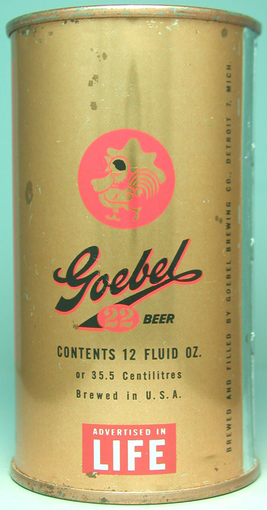 Goebel
22 BEER
CONTENTS 12 FLUID OZ.
or 35.5 Centilitres
Brewed in U.S.A.
ADVERTISED IN
LIFE
BREWED AND FILLED BY GOEBEL BREWING CO., DETROIT 7, MICH.